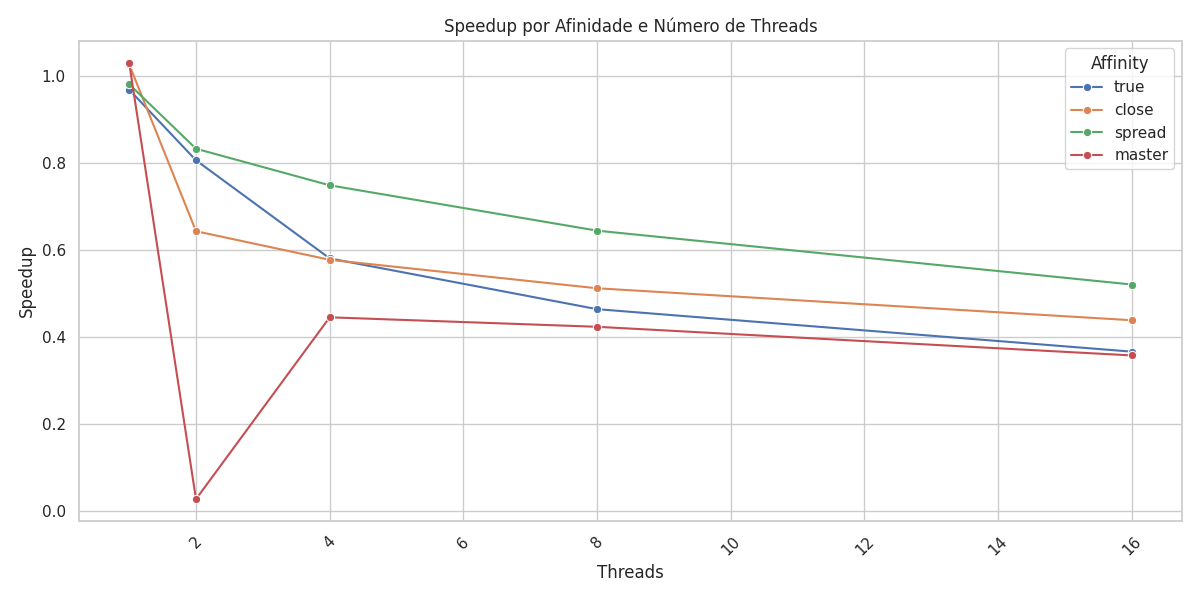 Speedup por Afinidade e Número de Threads
Affinity
true
close
spread
master
Speedup
1.0
0.8
0.6
0.4
0.2
0.0
2
4
6
8
10
12
14
16
Threads